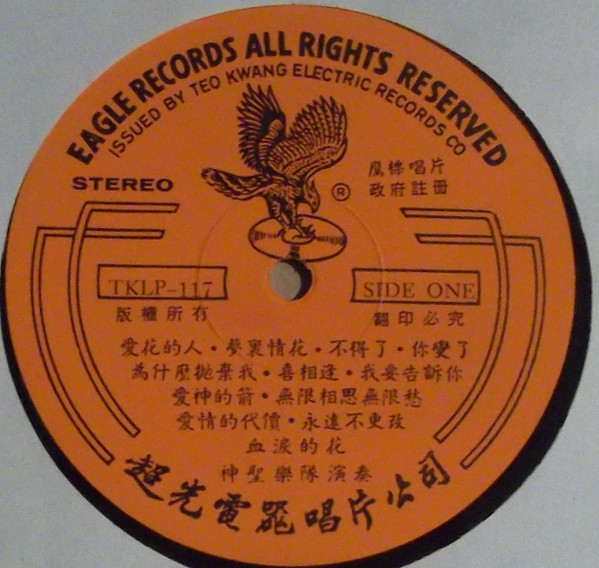 EAGLE RECORDS ALL RIGHTS RESERVED
ISSUED BY TEO KWANG ELECTRIC RECORDS CO
STEREO
®
鳳標唱片
政府註冊
TKLP-117
SIDE ONE
版權所有
翻印必究
愛花的人・夢裏情花・不得了・你變了
為什麼拋棄我・喜相逢・我要告訴你
愛神的箭・無限相思無限愁
愛情的代價・永遠不更改
血淚的花
神聖樂隊演奏
超光電器唱片公司